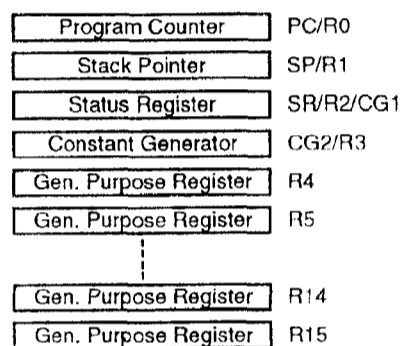 Program Counter PC/R0
Stack Pointer SP/R1
Status Register SR/R2/CG1
Constant Generator CG2/R3
Gen. Purpose Register R4
Gen. Purpose Register R5
Gen. Purpose Register R14
Gen. Purpose Register R15